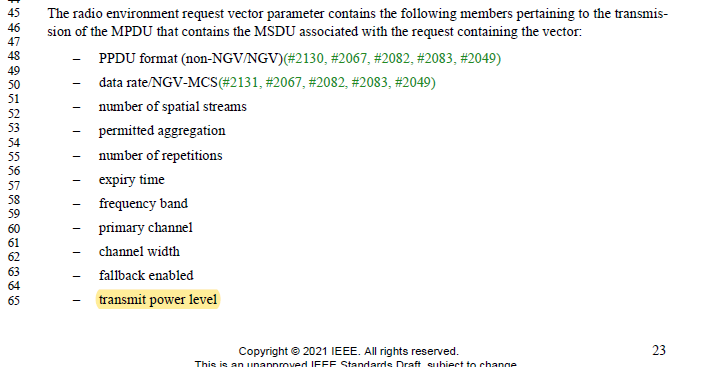 45 The radio environment request vector parameter contains the following members pertaining to the transmis-
46 sion of the MPDU that contains the MSDU associated with the request containing the vector:
47
48 – PPDU format (non-NGV/NGV)(#2130, #2067, #2082, #2083, #2049)
49
50 – data rate/NGV-MCS(#2131, #2067, #2082, #2083, #2049)
51
52 – number of spatial streams
53 – permitted aggregation
54
55 – number of repetitions
56 – expiry time
57
58 – frequency band
59
60 – primary channel
61
62 – channel width
63 – fallback enabled
64
65 – transmit power level
Copyright © 2021 IEEE. All rights reserved. 23
This is an unapproved IEEE Standards Draft, subject to change.